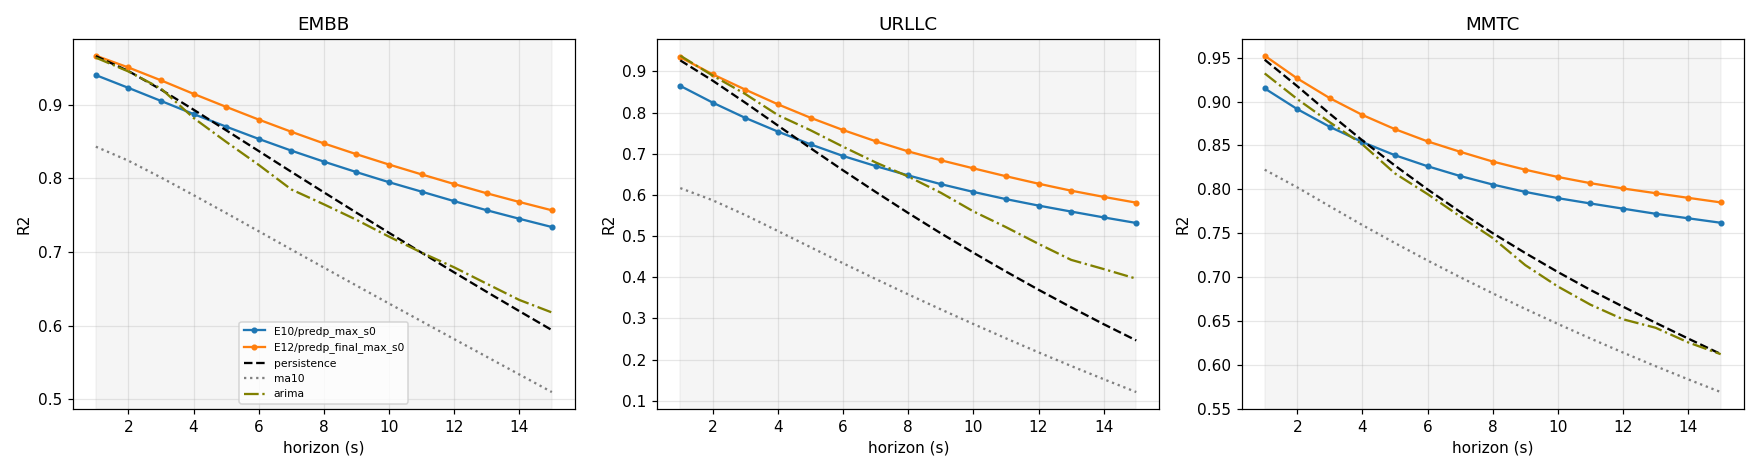 EMBB
R2
0.9
0.8
0.7
0.6
0.5
2 4 6 8 10 12 14
horizon (s)
E10/predp_max_s0
E12/predp_final_max_s0
persistence
ma10
arima
URLLC
R2
0.9
0.8
0.7
0.6
0.5
0.4
0.3
0.2
0.1
2 4 6 8 10 12 14
horizon (s)
MMTC
R2
0.95
0.90
0.85
0.80
0.75
0.70
0.65
0.60
0.55
2 4 6 8 10 12 14
horizon (s)